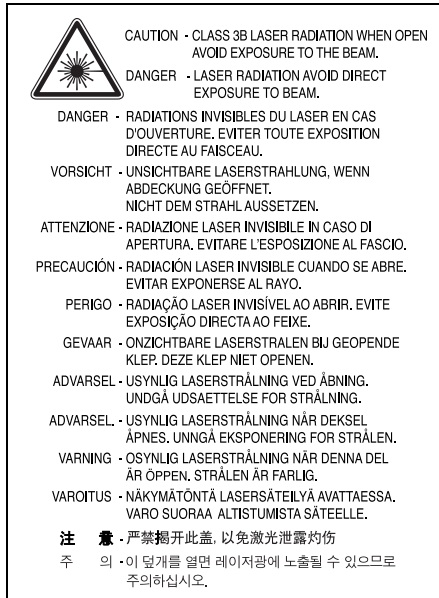 CAUTION - CLASS 3B LASER RADIATION WHEN OPEN
AVOID EXPOSURE TO THE BEAM.
DANGER - LASER RADIATION AVOID DIRECT
EXPOSURE TO BEAM.
DANGER - RADIATIONS INVISIBLES DU LASER EN CAS
D'OUVERTURE. EVITER TOUTE EXPOSITION
DIRECTE AU FAISCEAU.
VORSICHT - UNSICHTBARE LASERSTRAHLUNG, WENN
ABDECKUNG GEÖFFNET.
NICHT DEM STRAHL AUSSETZEN.
ATTENZIONE - RADIAZIONE LASER INVISIBILE IN CASO DI
APERTURA. EVITARE L'ESPOSIZIONE AL FASCIO.
PRECAUCIÓN - RADIACIÓN LASER INVISIBLE CUANDO SE ABRE.
EVITAR EXPONERSE AL RAYO.
PERIGO - RADIAÇÃO LASER INVISÍVEL AO ABRIR. EVITE
EXPOSIÇÃO DIRECTA AO FEIXE.
GEVAAR - ONZICHTBARE LASERSTRALEN BIJ GEOPENDE
KLEP. DEZE KLEP NIET OPENEN.
ADVARSEL - USYNLIG LASERSTRÅLNING VED ÅBNING.
UNDGÅ UDSAETTELSE FOR STRÅLNING.
ADVARSEL. - USYNLIG LASERSTRÅLNING NÅR DEKSEL
ÅPNES. UNNGÅ EKSPONERING FOR STRÅLEN.
VARNING - OSYNLIG LASERSTRÅLNING NÄR DENNA DEL
ÄR ÖPPEN. STRÅLEN ÄR FARLIG.
VAROITUS - NÄKYMÄTÖNTÄ LASERSÄTEILYÄ AVATTAESSA.
VARO SUORAA ALTISTUMISTA SÄTEELLE.
注 意 - 严禁揭开此盖, 以免激光泄露灼伤
주 의 - 이 덮개를 열면 레이저광에 노출될 수 있으므로
주의하십시오.